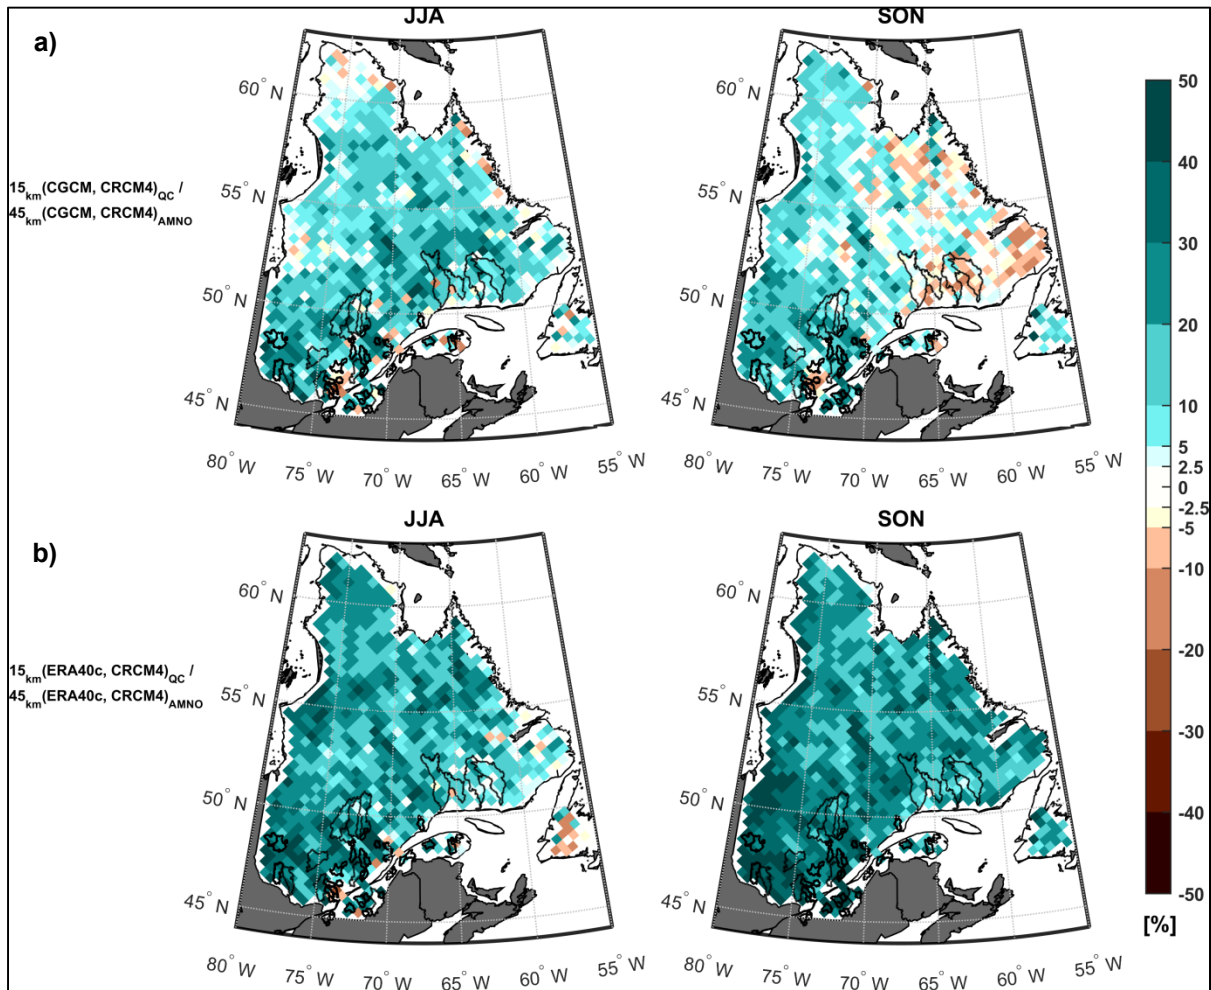 JJA
SON
a)
60° N
55° N
50° N
45° N
80° W
75° W
70° W
65° W
60° W
55° W
60° N
55° N
50° N
45° N
80° W
75° W
70° W
65° W
60° W
55° W
15km(CGCM, CRCM4)QC /
45km(CGCM, CRCM4)AMNO
50
40
30
20
10
5
2.5
0
-2.5
-5
-10
-20
-30
-40
-50
[%]
JJA
SON
b)
60° N
55° N
50° N
45° N
80° W
75° W
70° W
65° W
60° W
55° W
60° N
55° N
50° N
45° N
80° W
75° W
70° W
65° W
60° W
55° W
15km(ERA40c, CRCM4)QC /
45km(ERA40c, CRCM4)AMNO